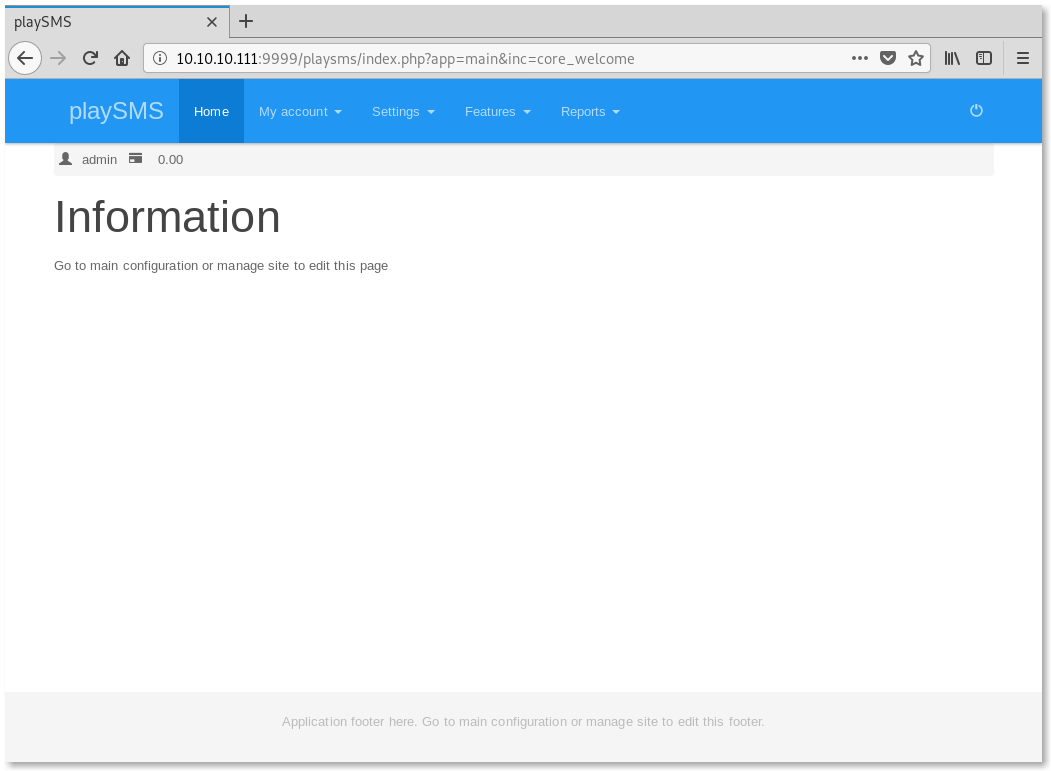 playSMS
10.10.10.111:9999/playsms/index.php?app=main&inc=core_welcome
playSMS Home My account Settings Features Reports
admin 0.00
Information
Go to main configuration or manage site to edit this page
Application footer here. Go to main configuration or manage site to edit this footer.